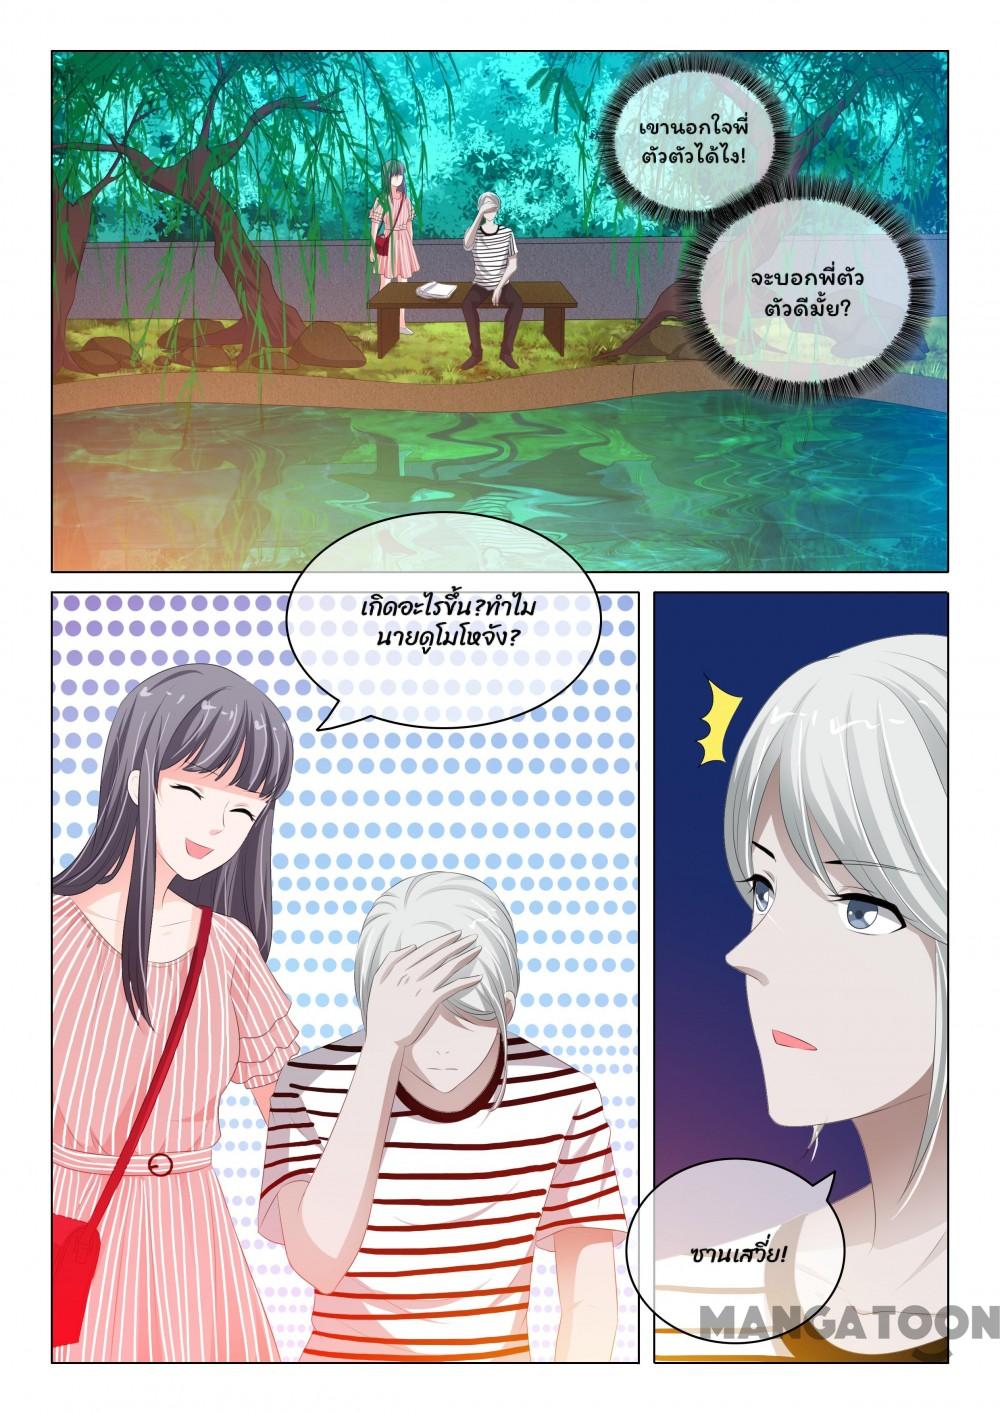 เขานอกใจพี่
ตัวตัวได้ไง!
จะบอกพี่ตัว
ตัวดีมั้ย?
เกิดอะไรขึ้น?ทำไม
นายดูโมโหจัง?
ซานเสวี่ย!
MANGATOON